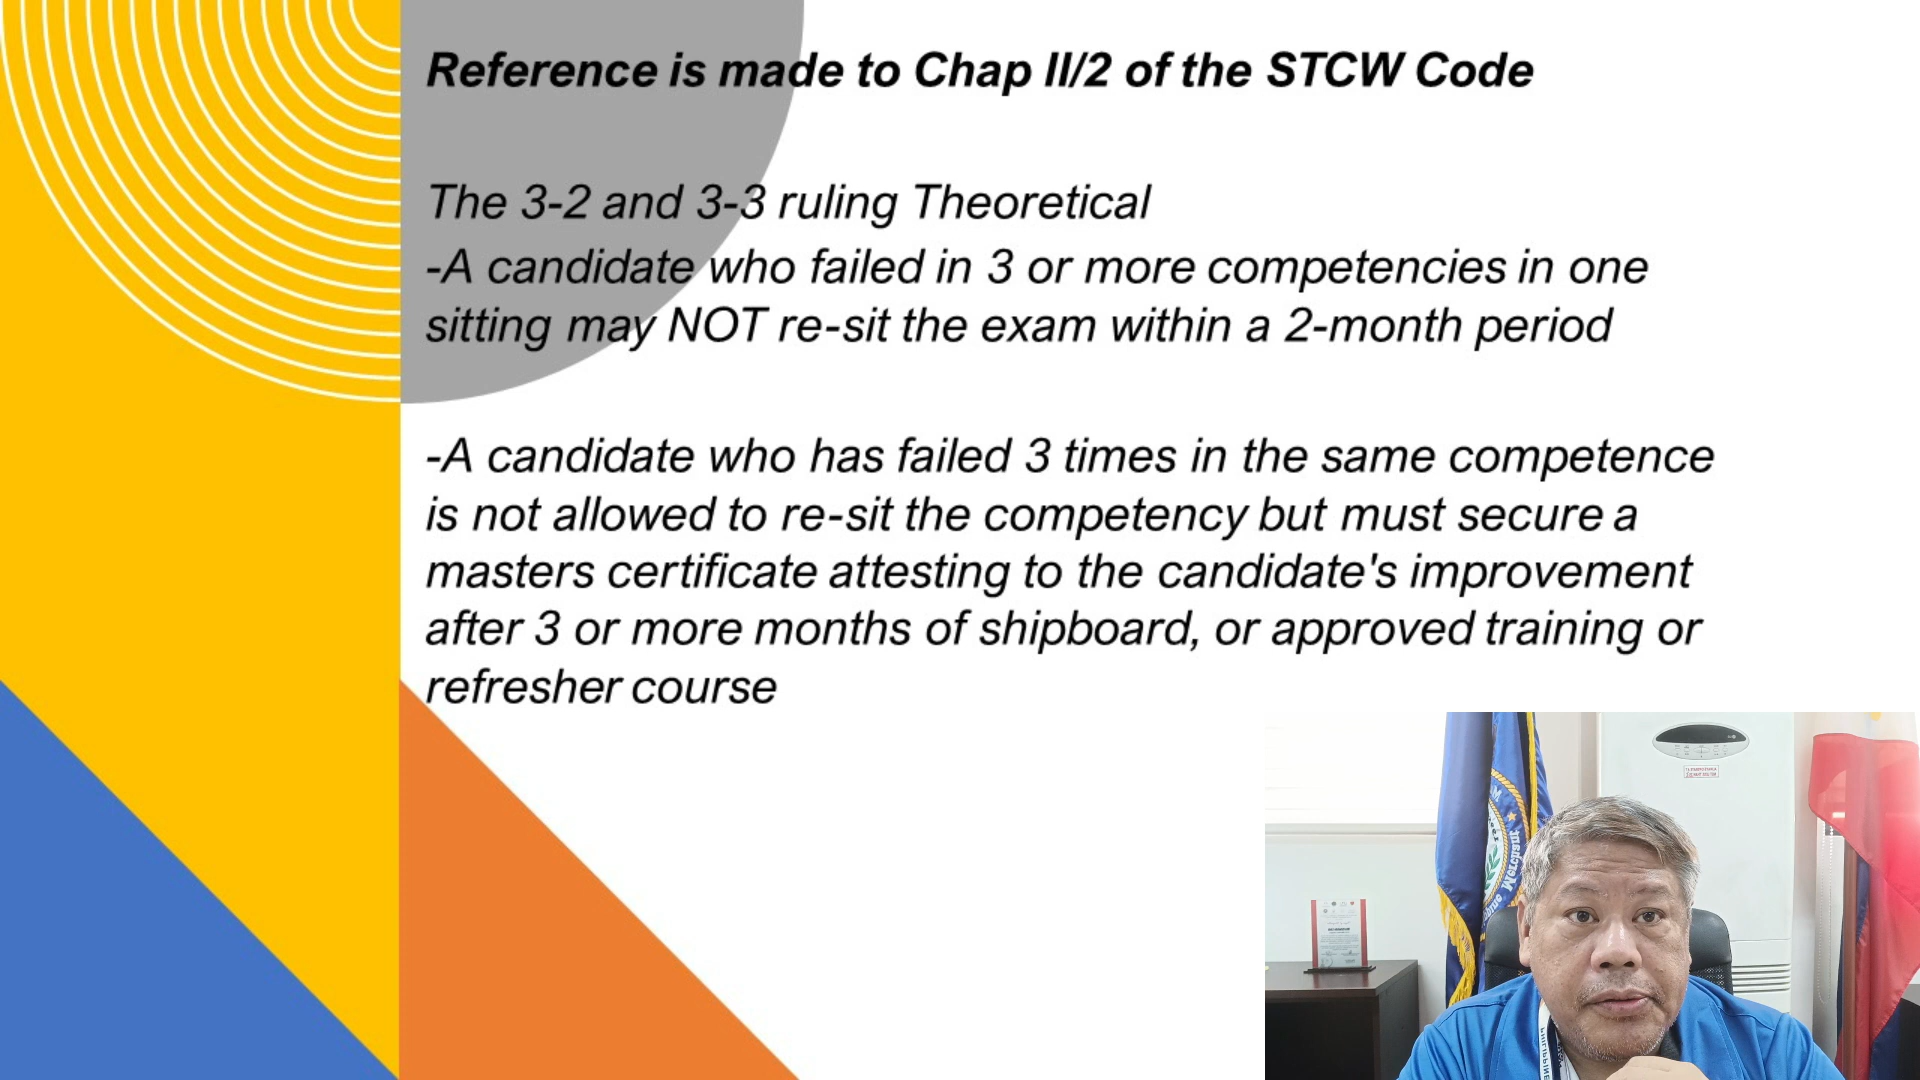 Reference is made to Chap II/2 of the STCW Code
The 3-2 and 3-3 ruling Theoretical
-A candidate who failed in 3 or more competencies in one
sitting may NOT re-sit the exam within a 2-month period
-A candidate who has failed 3 times in the same competence
is not allowed to re-sit the competency but must secure a
masters certificate attesting to the candidate's improvement
after 3 or more months of shipboard, or approved training or
refresher course
Merchant
PHILIPPINE